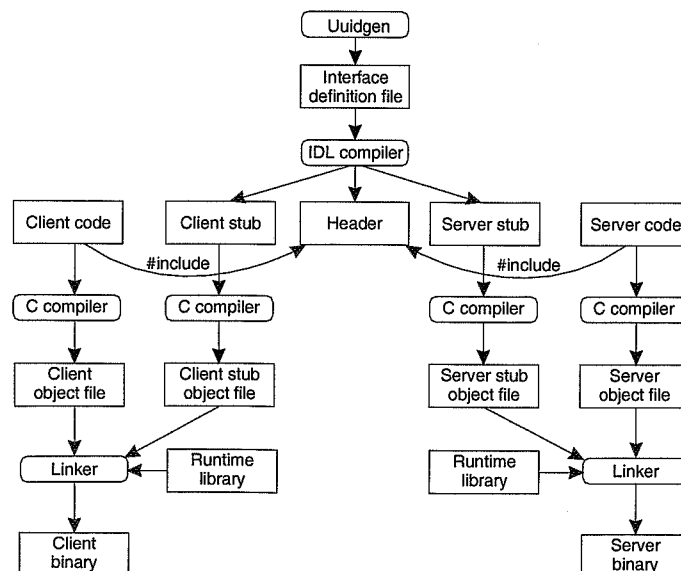 Uuidgen
Interface
definition file
IDL compiler
Client code
Client stub
Header
Server stub
Server code
#include
#include
C compiler
C compiler
C compiler
C compiler
Client
object file
Client stub
object file
Server stub
object file
Server
object file
Linker
Runtime
library
Runtime
library
Linker
Client
binary
Server
binary